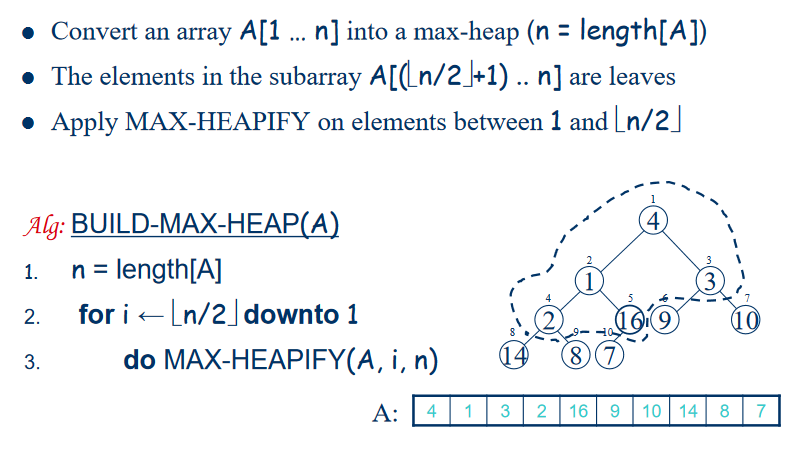 • Convert an array A[1 ... n] into a max-heap (n = length[A])
• The elements in the subarray A[(⌊n/2⌋+1) .. n] are leaves
• Apply MAX-HEAPIFY on elements between 1 and ⌊n/2⌋
Alg: BUILD-MAX-HEAP(A)
1. n = length[A]
2. for i ← ⌊n/2⌋ downto 1
3. do MAX-HEAPIFY(A, i, n)
1
4
2 3
1 3
4 5 6 7
2 16 9 10
8 9 10
14 8 7
A: 4 1 3 2 16 9 10 14 8 7